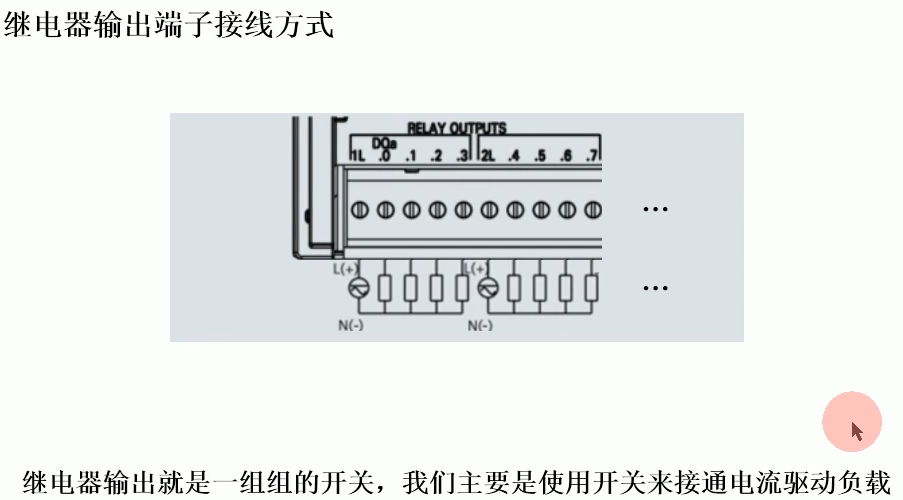 继电器输出端子接线方式
RELAY OUTPUTS
DQa
1L .0 .1 .2 .3 2L .4 .5 .6 .7
...
L(+) L(+)
...
N(-) N(-)
继电器输出就是一组组的开关，我们主要是使用开关来接通电流驱动负载